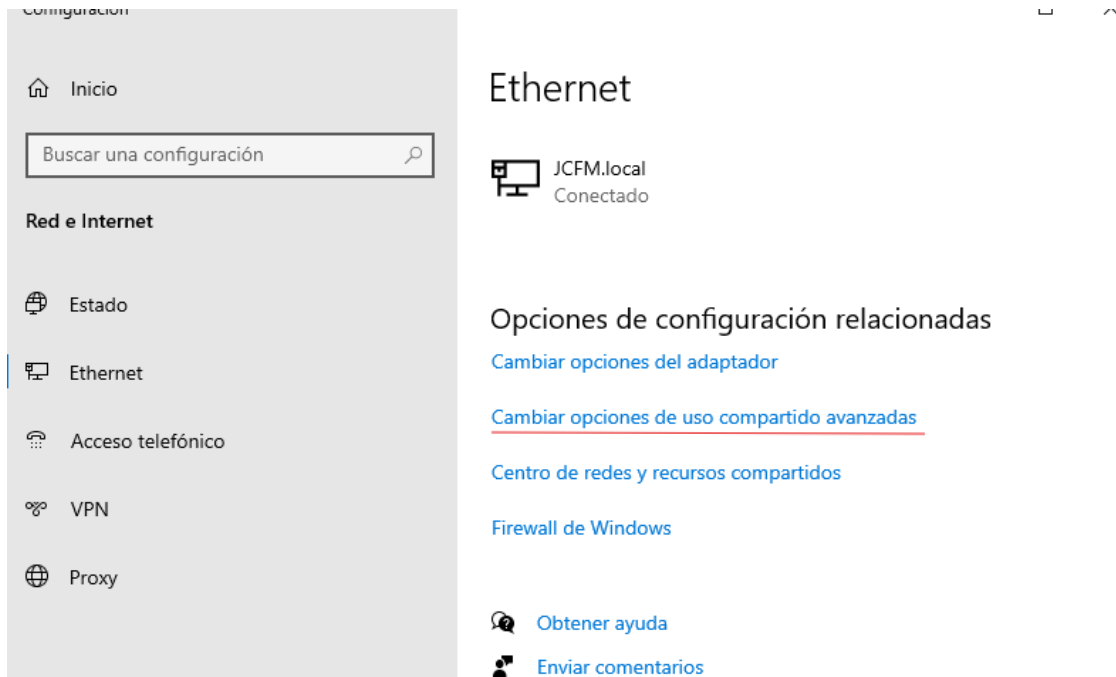 Configuración
Inicio
Buscar una configuración
Red e Internet
Estado
Ethernet
Acceso telefónico
VPN
Proxy
Ethernet
JCFM.local
Conectado
Opciones de configuración relacionadas
Cambiar opciones del adaptador
Cambiar opciones de uso compartido avanzadas
Centro de redes y recursos compartidos
Firewall de Windows
Obtener ayuda
Enviar comentarios